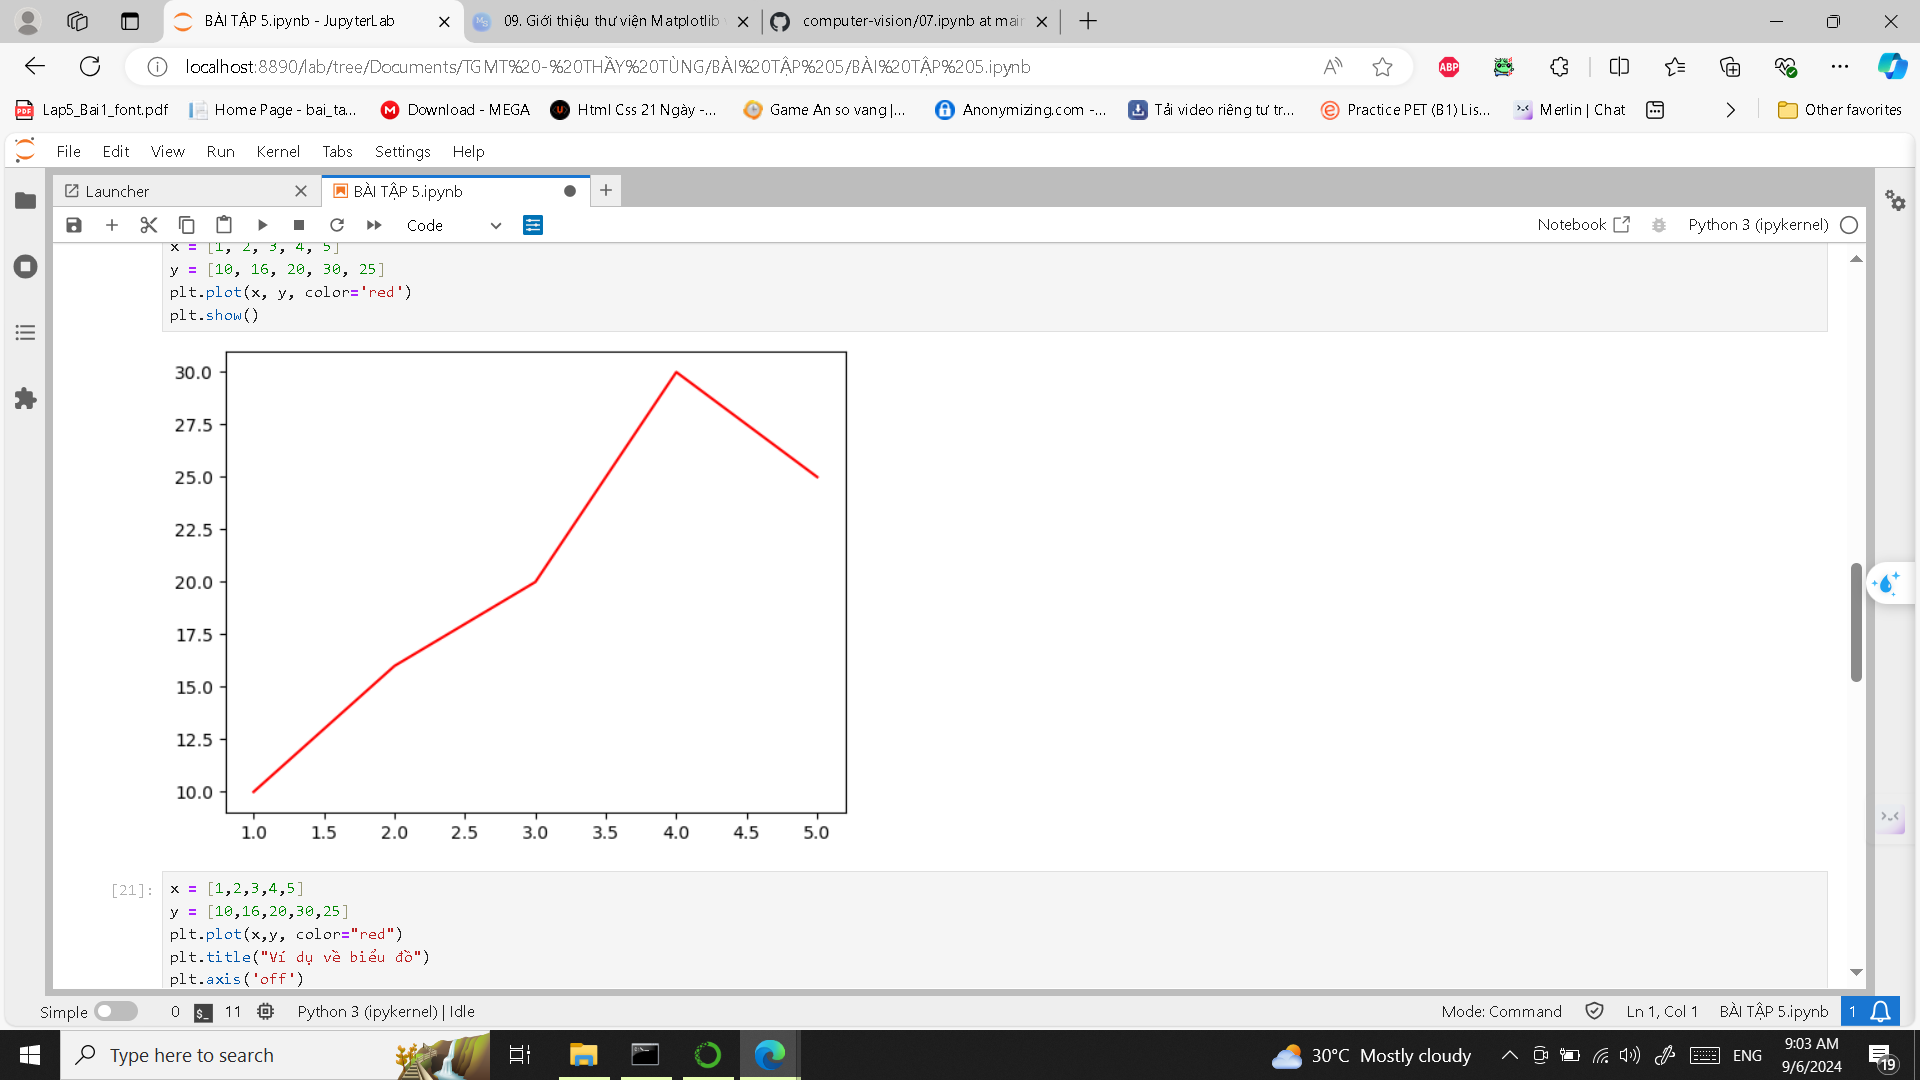 BÀI TẬP 5.ipynb - JupyterLab
09. Giới thiệu thư viện Matplotlib
computer-vision/07.ipynb at mair
localhost:8890/lab/tree/Documents/TGMT%20-%20THẦY%20TÙNG/BÀI%20TẬP%205/BÀI%20TẬP%205.ipynb
ABP
Lap5_Bai1_font.pdf
Home Page - bai_ta...
Download - MEGA
Html Css 21 Ngày -...
Game An so vang |...
Anonymizing.com -...
Tải video riêng tư tr...
Practice PET (B1) Lis...
Merlin | Chat
Other favorites
File Edit View Run Kernel Tabs Settings Help
Launcher
BÀI TẬP 5.ipynb
Code
Notebook
Python 3 (ipykernel)
x = [1, 2, 3, 4, 5]
y = [10, 16, 20, 30, 25]
plt.plot(x, y, color='red')
plt.show()
30.0
27.5
25.0
22.5
20.0
17.5
15.0
12.5
10.0
1.0 1.5 2.0 2.5 3.0 3.5 4.0 4.5 5.0
[21]:
x = [1,2,3,4,5]
y = [10,16,20,30,25]
plt.plot(x,y, color="red")
plt.title("Ví dụ về biểu đồ")
plt.axis('off')
Simple
0
$_
11
Python 3 (ipykernel) | Idle
Mode: Command
Ln 1, Col 1
BÀI TẬP 5.ipynb
1
Type here to search
30°C Mostly cloudy
ENG
9:03 AM
9/6/2024
19